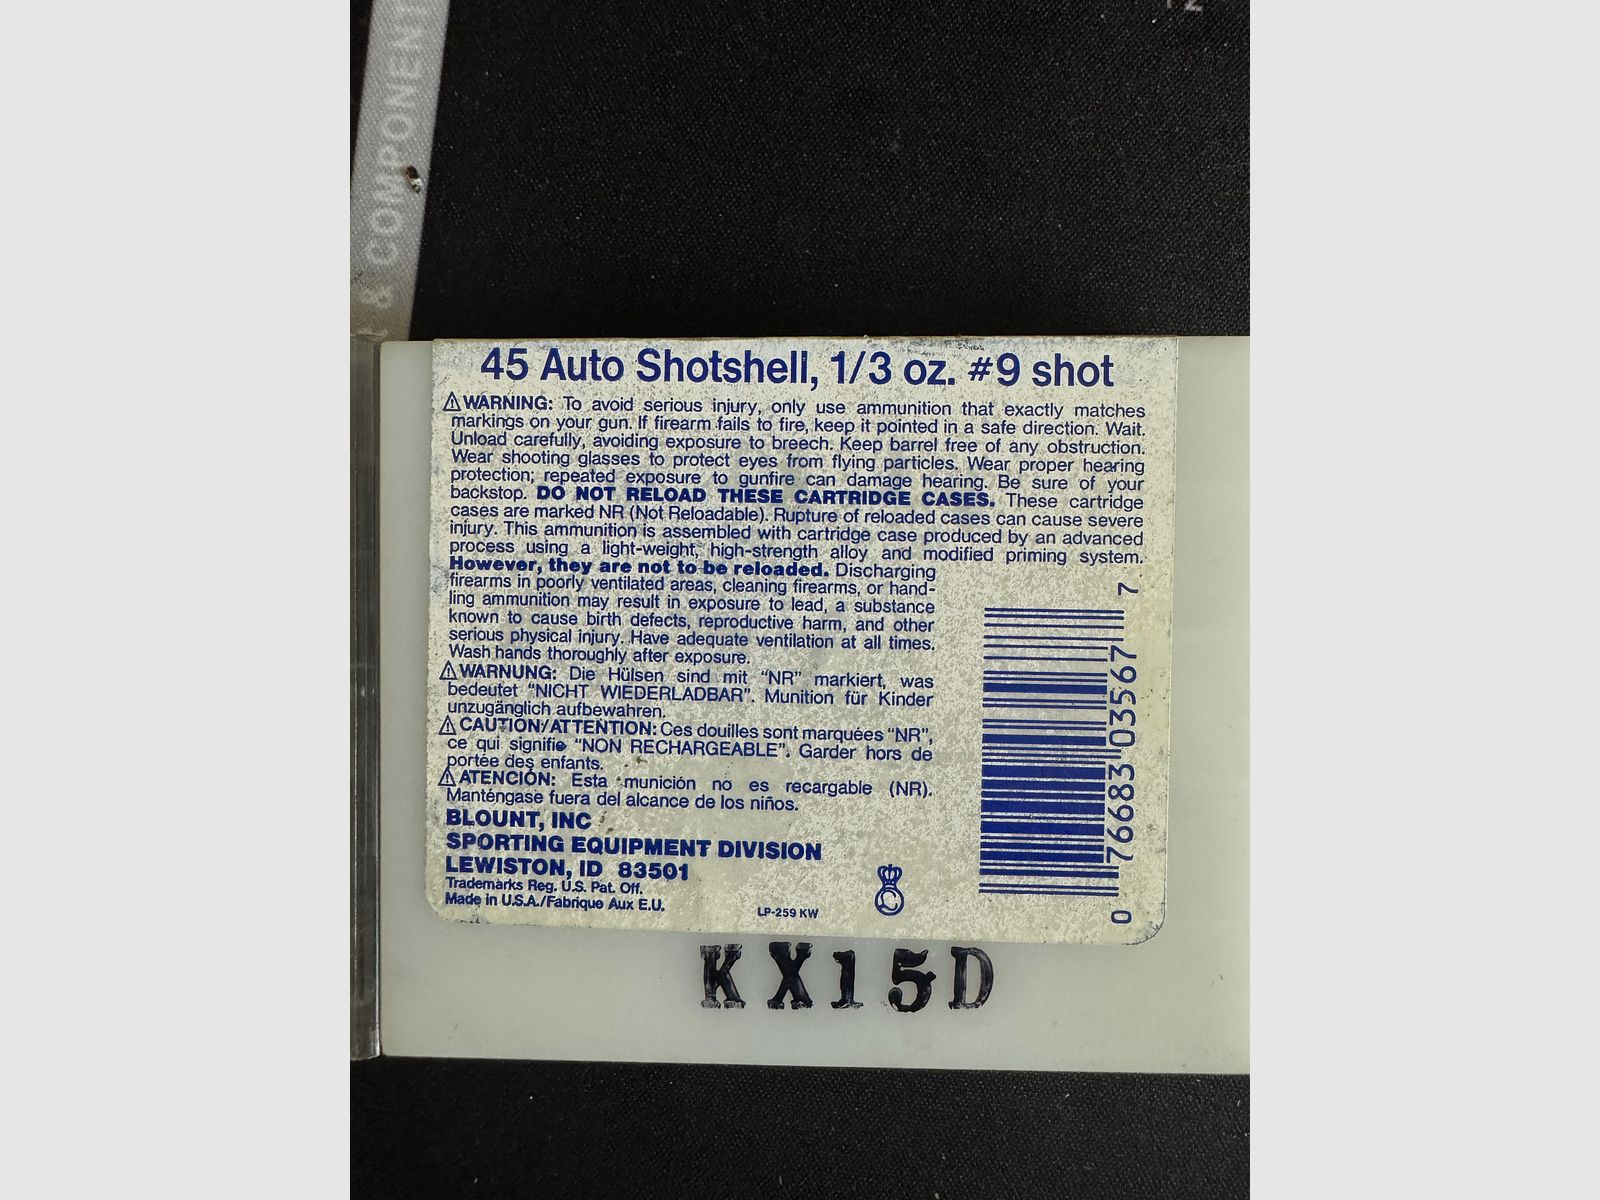 & COMPONENT
45 Auto Shotshell, 1/3 oz. #9 shot
⚠WARNING: To avoid serious injury, only use ammunition that exactly matches
markings on your gun. If firearm fails to fire, keep it pointed in a safe direction. Wait.
Unload carefully, avoiding exposure to breech. Keep barrel free of any obstruction.
Wear shooting glasses to protect eyes from flying particles. Wear proper hearing
protection; repeated exposure to gunfire can damage hearing. Be sure of your
backstop. DO NOT RELOAD THESE CARTRIDGE CASES. These cartridge
cases are marked NR (Not Reloadable). Rupture of reloaded cases can cause severe
injury. This ammunition is assembled with cartridge case produced by an advanced
process using a light-weight, high-strength alloy and modified priming system.
However, they are not to be reloaded. Discharging
firearms in poorly ventilated areas, cleaning firearms, or hand-
ling ammunition may result in exposure to lead, a substance
known to cause birth defects, reproductive harm, and other
serious physical injury. Have adequate ventilation at all times.
Wash hands thoroughly after exposure.
⚠WARNUNG: Die Hülsen sind mit "NR" markiert, was
bedeutet "NICHT WIEDERLADBAR". Munition für Kinder
unzugänglich aufbewahren.
⚠CAUTION/ATTENTION: Ces douilles sont marquées "NR",
ce qui signifie "NON RECHARGEABLE". Garder hors de
portée des enfants.
⚠ATENCIÓN: Esta munición no es recargable (NR).
Manténgase fuera del alcance de los niños.
BLOUNT, INC
SPORTING EQUIPMENT DIVISION
LEWISTON, ID 83501
Trademarks Reg. U.S. Pat. Off.
Made in U.S.A./Fabrique Aux E.U.
LP-259 KW
0 76683 03567 7
KX15D